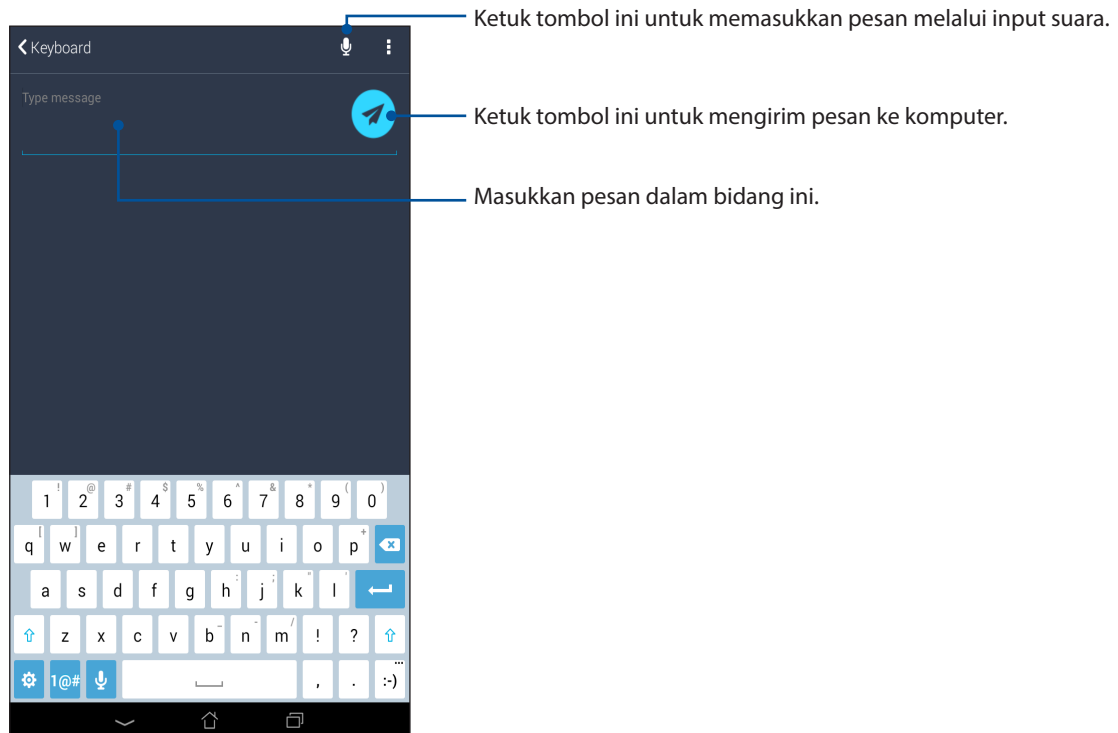 Ketuk tombol ini untuk memasukkan pesan melalui input suara.
Keyboard
Type message
Ketuk tombol ini untuk mengirim pesan ke komputer.
Masukkan pesan dalam bidang ini.
1 ! 2 @ 3 # 4 $ 5 % 6 ^ 7 & 8 * 9 ( 0 )
q [ w ] e r t y u i o p +
a s d f g h : j ; k " l '
z x c v b _ n - m / ! ?
1@# , . :-) ...